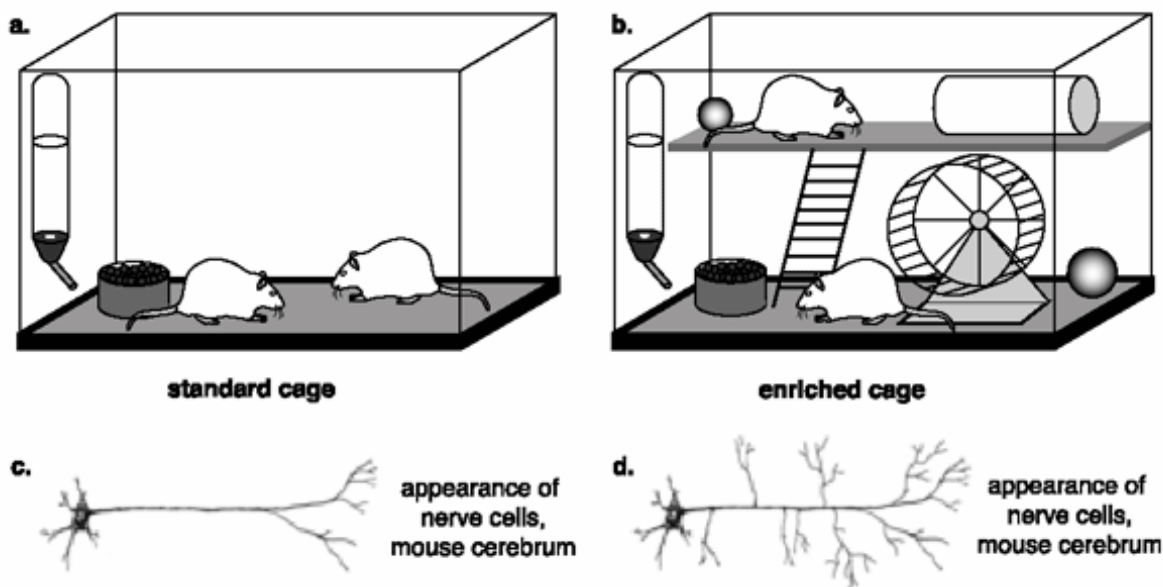 a.
b.
standard cage
enriched cage
c.
appearance of
nerve cells,
mouse cerebrum
d.
appearance of
nerve cells,
mouse cerebrum